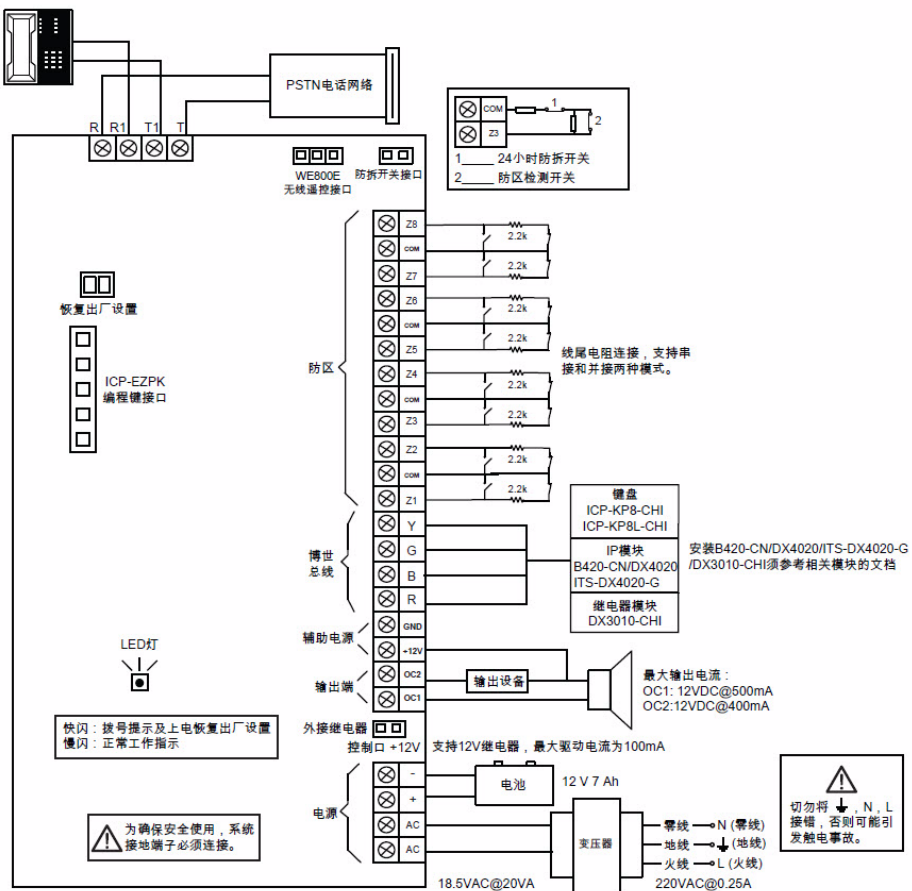 PSTN电话网络
R R1 T1 T
WE800E
无线遥控接口
防拆开关接口
COM
Z3
1
2
1____ 24小时防拆开关
2____ 防区检测开关
恢复出厂设置
ICP-EZPK
编程键接口
防区
Z8
COM
Z7
Z6
COM
Z5
Z4
COM
Z3
Z2
COM
Z1
2.2k
2.2k
2.2k
2.2k
2.2k
2.2k
2.2k
2.2k
线尾电阻连接，支持串
接和并接两种模式。
博世
总线
Y
G
B
R
键盘
ICP-KP8-CHI
ICP-KP8L-CHI
IP模块
B420-CN/DX4020
ITS-DX4020-G
继电器模块
DX3010-CHI
安装B420-CN/DX4020/ITS-DX4020-G
/DX3010-CHI须参考相关模块的文档
辅助电源
GND
+12V
输出端
OC2
OC1
输出设备
最大输出电流：
OC1: 12VDC@500mA
OC2:12VDC@400mA
LED灯
快闪：拨号提示及上电恢复出厂设置
慢闪：正常工作指示
外接继电器
控制口 +12V
支持12V继电器，最大驱动电流为100mA
电源
-
+
AC
AC
电池
12 V 7 Ah
变压器
零线
N (零线)
地线
(地线)
火线
L (火线)
18.5VAC@20VA
220VAC@0.25A
为确保安全使用，系统
接地端子必须连接。
切勿将 ⏚，N，L
接错，否则可能引
发触电事故。